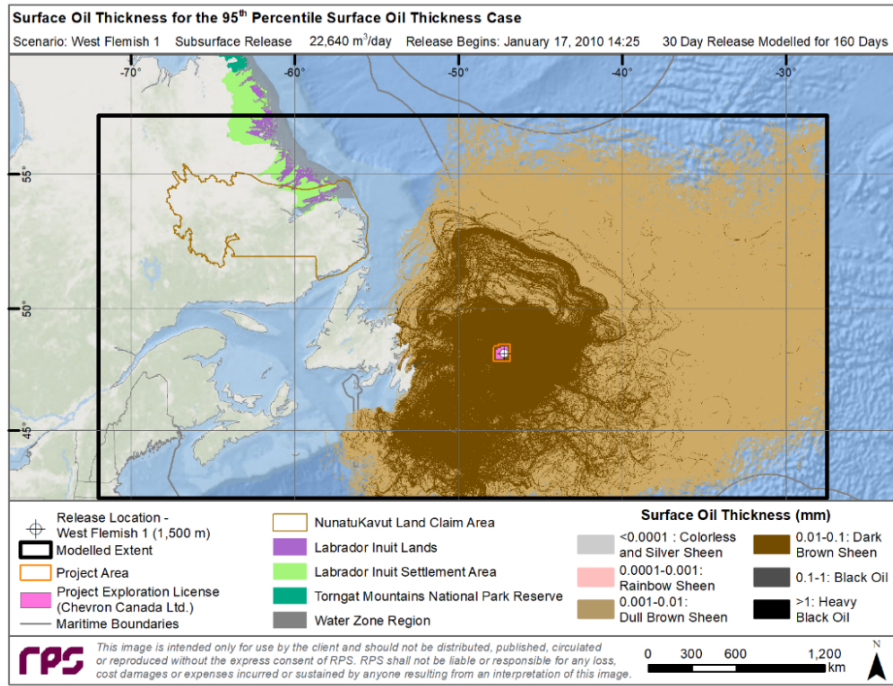 Surface Oil Thickness for the 95th Percentile Surface Oil Thickness Case
Scenario: West Flemish 1 Subsurface Release 22,640 m³/day Release Begins: January 17, 2010 14:25 30 Day Release Modelled for 160 Days
-70° -60° -50° -40° -30°
55°
50°
45°
Release Location -
West Flemish 1 (1,500 m)
Modelled Extent
Project Area
Project Exploration License
(Chevron Canada Ltd.)
Maritime Boundaries
NunatuKavut Land Claim Area
Labrador Inuit Lands
Labrador Inuit Settlement Area
Torngat Mountains National Park Reserve
Water Zone Region
Surface Oil Thickness (mm)
<0.0001 : Colorless
and Silver Sheen
0.0001-0.001:
Rainbow Sheen
0.001-0.01:
Dull Brown Sheen
0.01-0.1: Dark
Brown Sheen
0.1-1: Black Oil
>1: Heavy
Black Oil
rps
This image is intended only for use by the client and should not be distributed, published, circulated
or reproduced without the express consent of RPS. RPS shall not be liable or responsible for any loss,
cost damages or expenses incurred or sustained by anyone resulting from an interpretation of this image.
0 300 600 1,200
km
N